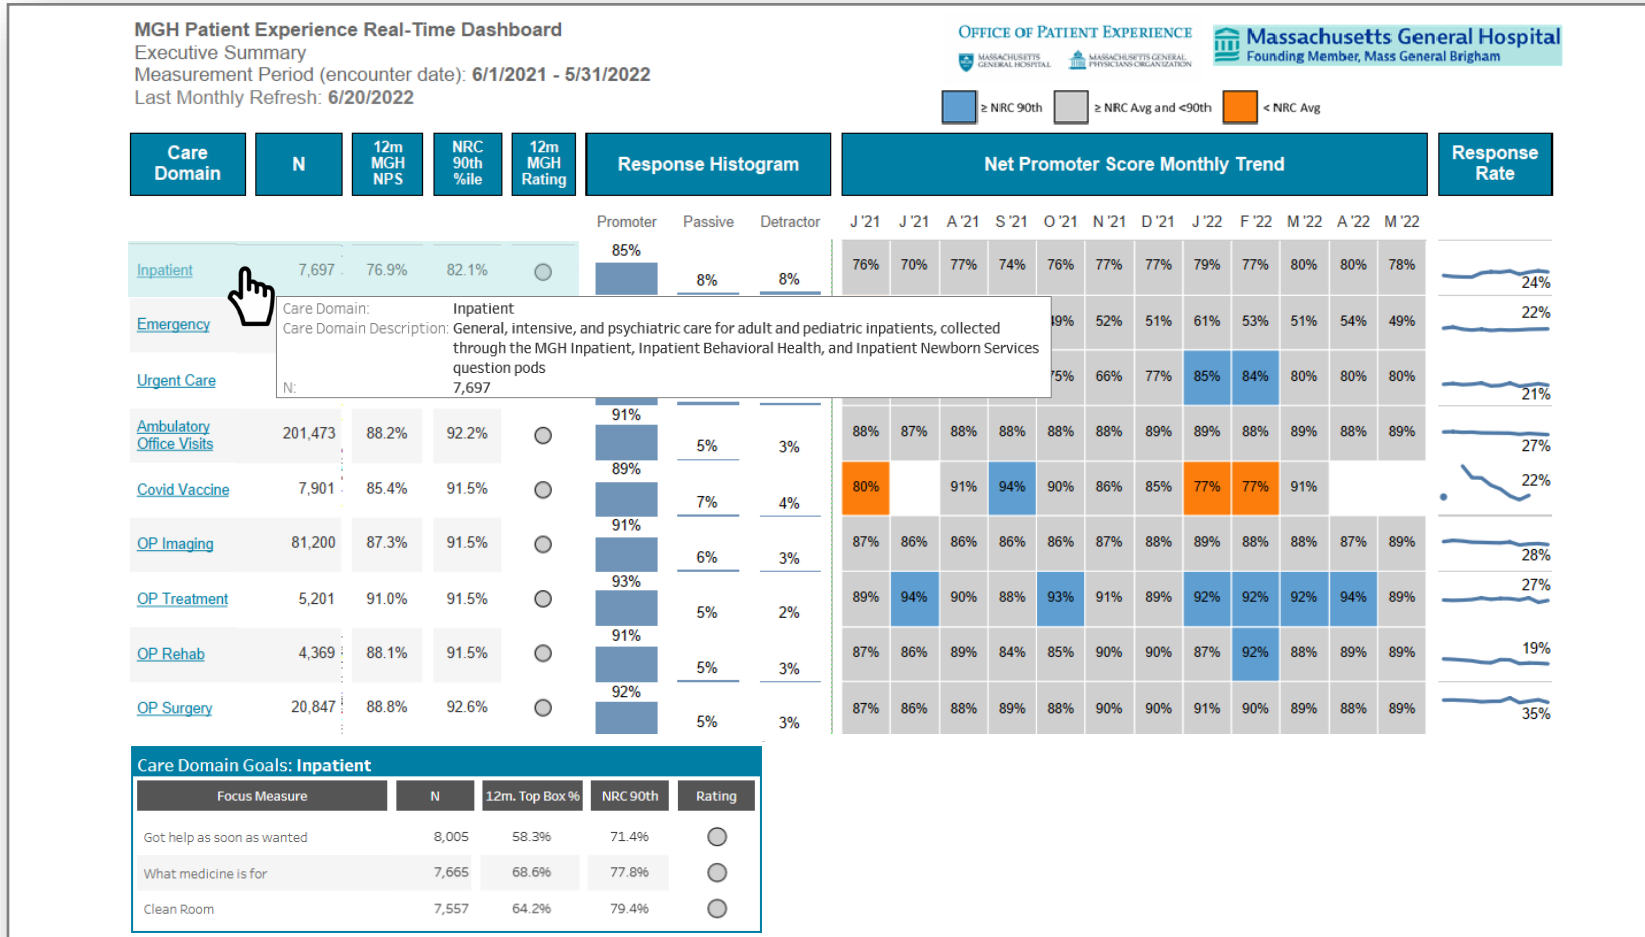 MGH Patient Experience Real-Time Dashboard
Executive Summary
Measurement Period (encounter date): 6/1/2021 - 5/31/2022
Last Monthly Refresh: 6/20/2022
OFFICE OF PATIENT EXPERIENCE
MASSACHUSETTS GENERAL HOSPITAL
MASSACHUSETTS GENERAL PHYSICIANS ORGANIZATION
Massachusetts General Hospital
Founding Member, Mass General Brigham
≥ NRC 90th ≥ NRC Avg and <90th < NRC Avg
Care Domain N 12m MGH NPS NRC 90th %ile 12m MGH Rating Response Histogram Net Promoter Score Monthly Trend Response Rate
Promoter Passive Detractor J '21 J '21 A '21 S '21 O '21 N '21 D '21 J '22 F '22 M '22 A '22 M '22
Inpatient 7,697 76.9% 82.1% 85% 8% 8% 76% 70% 77% 74% 76% 77% 77% 79% 77% 80% 80% 78% 24%
Care Domain: Inpatient
Care Domain Description: General, intensive, and psychiatric care for adult and pediatric inpatients, collected
through the MGH Inpatient, Inpatient Behavioral Health, and Inpatient Newborn Services
question pods
N: 7,697
Emergency 49% 52% 51% 61% 53% 51% 54% 49% 22%
Urgent Care 75% 66% 77% 85% 84% 80% 80% 80% 21%
Ambulatory Office Visits 201,473 88.2% 92.2% 91% 5% 3% 88% 87% 88% 88% 88% 88% 89% 89% 88% 89% 88% 89% 27%
Covid Vaccine 7,901 85.4% 91.5% 89% 7% 4% 80% 91% 94% 90% 86% 85% 77% 77% 91% 22%
OP Imaging 81,200 87.3% 91.5% 91% 6% 3% 87% 86% 86% 86% 86% 87% 88% 89% 88% 88% 87% 89% 28%
OP Treatment 5,201 91.0% 91.5% 93% 5% 2% 89% 94% 90% 88% 93% 91% 89% 92% 92% 92% 94% 89% 27%
OP Rehab 4,369 88.1% 91.5% 91% 5% 3% 87% 86% 89% 84% 85% 90% 90% 87% 92% 88% 89% 89% 19%
OP Surgery 20,847 88.8% 92.6% 92% 5% 3% 87% 86% 88% 89% 88% 90% 90% 91% 90% 89% 88% 89% 35%
Care Domain Goals: Inpatient
Focus Measure N 12m. Top Box % NRC 90th Rating
Got help as soon as wanted 8,005 58.3% 71.4%
What medicine is for 7,665 68.6% 77.8%
Clean Room 7,557 64.2% 79.4%